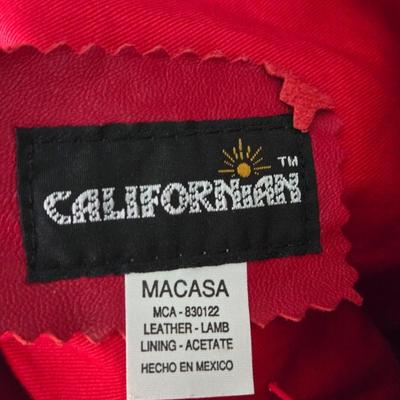 CALIFORNIAN TM
MACASA
MCA - 830122
LEATHER - LAMB
LINING - ACETATE
HECHO EN MEXICO